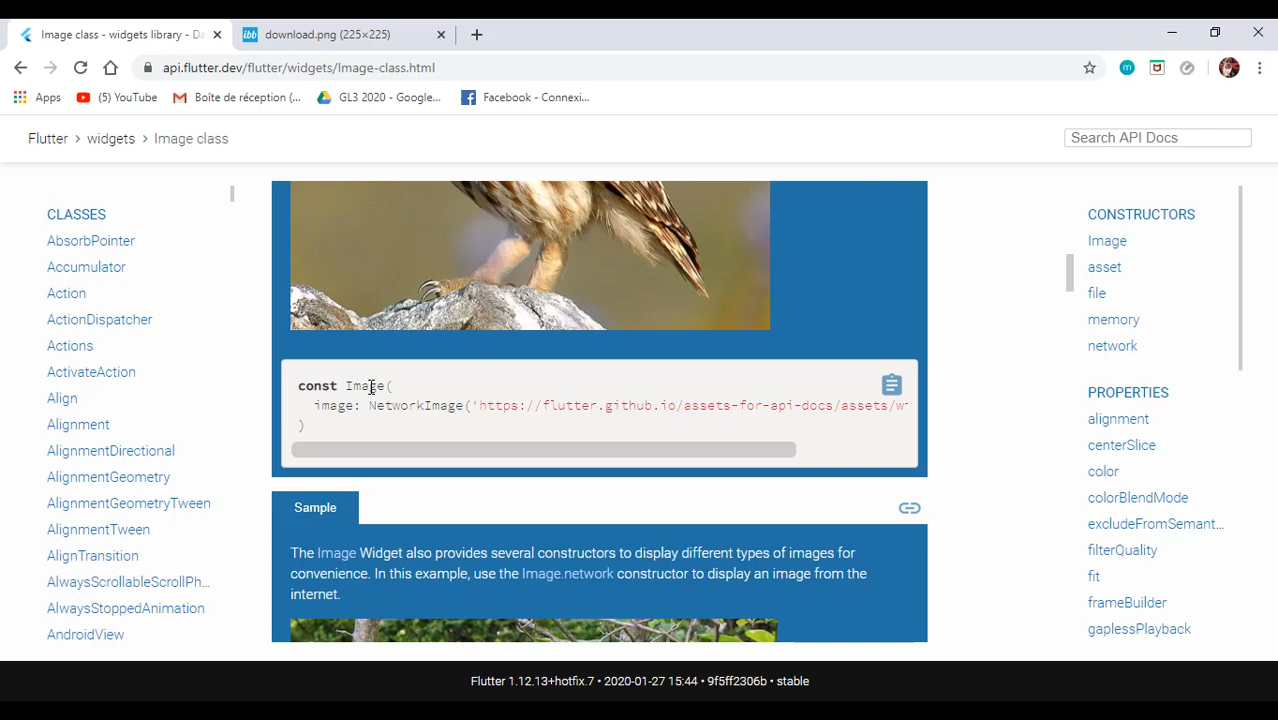 Image class - widgets library - Da
ibb download.png (225×225)
api.flutter.dev/flutter/widgets/Image-class.html
m
Apps (5) YouTube Boîte de réception (... GL3 2020 - Google... Facebook - Connexi...
Flutter > widgets > Image class
Search API Docs
CLASSES
AbsorbPointer
Accumulator
Action
ActionDispatcher
Actions
ActivateAction
Align
Alignment
AlignmentDirectional
AlignmentGeometry
AlignmentGeometryTween
AlignmentTween
AlignTransition
AlwaysScrollableScrollPh...
AlwaysStoppedAnimation
AndroidView
const Image(
image: NetworkImage('https://flutter.github.io/assets-for-api-docs/assets/w
)
Sample
The Image Widget also provides several constructors to display different types of images for
convenience. In this example, use the Image.network constructor to display an image from the
internet.
CONSTRUCTORS
Image
asset
file
memory
network
PROPERTIES
alignment
centerSlice
color
colorBlendMode
excludeFromSemant...
filterQuality
fit
frameBuilder
gaplessPlayback
Flutter 1.12.13+hotfix.7 • 2020-01-27 15:44 • 9f5ff2306b • stable